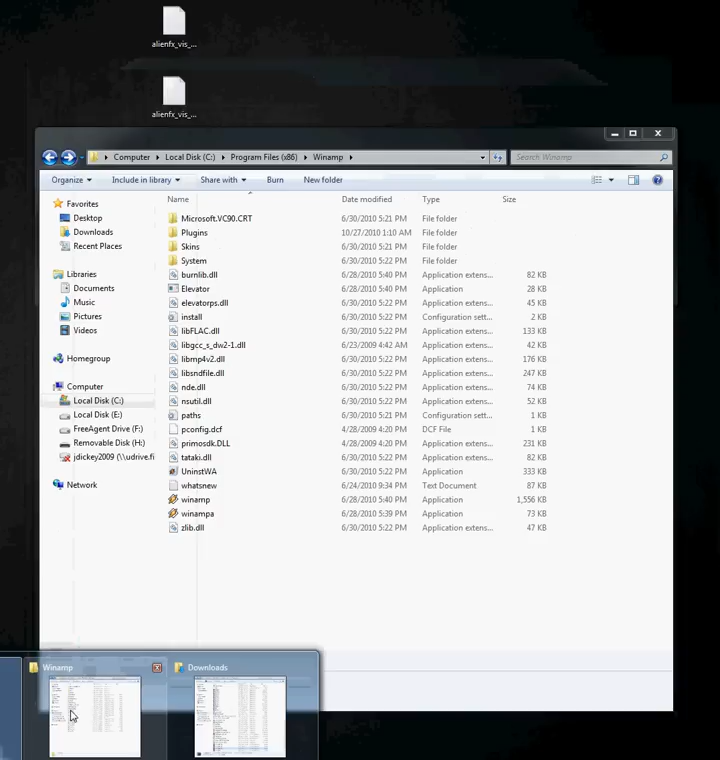 alienfx_vis_...
alienfx_vis_...
Computer Local Disk (C:) Program Files (x86) Winamp Search Winamp
Organize Include in library Share with Burn New folder
Name Date modified Type Size
Favorites
Desktop
Downloads
Recent Places
Libraries
Documents
Music
Pictures
Videos
Homegroup
Computer
Local Disk (C:)
Local Disk (E:)
FreeAgent Drive (F:)
Removable Disk (H:)
jdickey2009 (\\udrive.fi
Network
Microsoft.VC90.CRT 6/30/2010 5:21 PM File folder
Plugins 10/27/2010 1:10 AM File folder
Skins 6/30/2010 5:21 PM File folder
System 6/30/2010 5:22 PM File folder
burnlib.dll 6/28/2010 5:40 PM Application extens... 82 KB
Elevator 6/28/2010 5:40 PM Application 28 KB
elevatorps.dll 6/30/2010 5:22 PM Application extens... 45 KB
install 6/30/2010 5:22 PM Configuration sett... 2 KB
libFLAC.dll 6/30/2010 5:22 PM Application extens... 133 KB
libgcc_s_dw2-1.dll 6/23/2009 4:42 AM Application extens... 42 KB
libmp4v2.dll 6/30/2010 5:22 PM Application extens... 176 KB
libsndfile.dll 6/30/2010 5:22 PM Application extens... 247 KB
nde.dll 6/30/2010 5:22 PM Application extens... 74 KB
nsutil.dll 6/30/2010 5:22 PM Application extens... 52 KB
paths 6/30/2010 5:21 PM Configuration sett... 1 KB
pconfig.dcf 4/28/2009 4:20 PM DCF File 1 KB
primosdk.DLL 4/28/2009 4:20 PM Application extens... 231 KB
tataki.dll 6/30/2010 5:22 PM Application extens... 82 KB
UninstWA 6/30/2010 5:22 PM Application 333 KB
whatsnew 6/24/2010 9:34 PM Text Document 87 KB
winamp 6/28/2010 5:40 PM Application 1,556 KB
winampa 6/28/2010 5:39 PM Application 73 KB
zlib.dll 6/30/2010 5:22 PM Application extens... 47 KB
Winamp Downloads